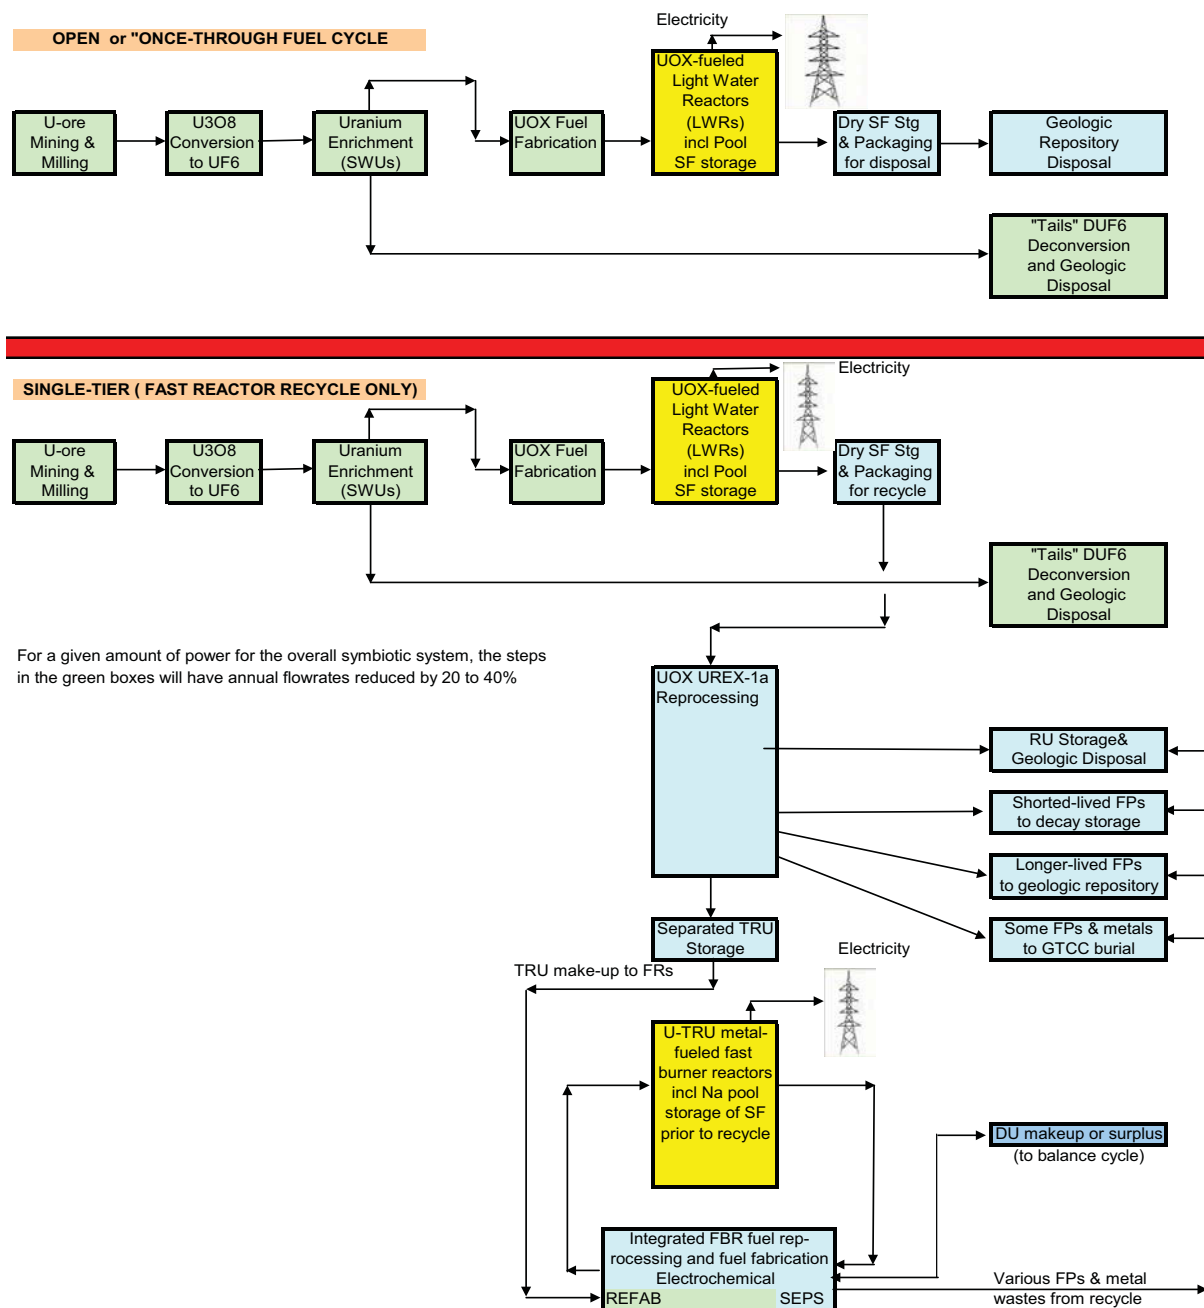 Electricity
OPEN  or "ONCE-THROUGH FUEL CYCLE
U-ore
Mining &
Milling
U3O8
Conversion
to UF6
Uranium
Enrichment
(SWUs)
UOX Fuel
Fabrication
UOX-fueled
Light Water
Reactors
(LWRs)
incl Pool
SF storage
Dry SF Stg
& Packaging
for disposal
Geologic
Repository
Disposal
"Tails" DUF6
Deconversion
and Geologic
Disposal
SINGLE-TIER ( FAST REACTOR RECYCLE ONLY)
Electricity
U-ore
Mining &
Milling
U3O8
Conversion
to UF6
Uranium
Enrichment
(SWUs)
UOX Fuel
Fabrication
UOX-fueled
Light Water
Reactors
(LWRs)
incl Pool
SF storage
Dry SF Stg
& Packaging
for recycle
"Tails" DUF6
Deconversion
and Geologic
Disposal
For a given amount of power for the overall symbiotic system, the steps
in the green boxes will have annual flowrates reduced by 20 to 40%
UOX UREX-1a
Reprocessing
RU Storage&
Geologic Disposal
Shorted-lived FPs
to decay storage
Longer-lived FPs
to geologic repository
Some FPs & metals
to GTCC burial
Separated TRU
Storage
Electricity
TRU make-up to FRs
U-TRU metal-
fueled fast
burner reactors
incl Na pool
storage of SF
prior to recycle
DU makeup or surplus
(to balance cycle)
Integrated FBR fuel rep-
rocessing and fuel fabrication
Electrochemical
REFAB
SEPS
Various FPs & metal
wastes from recycle